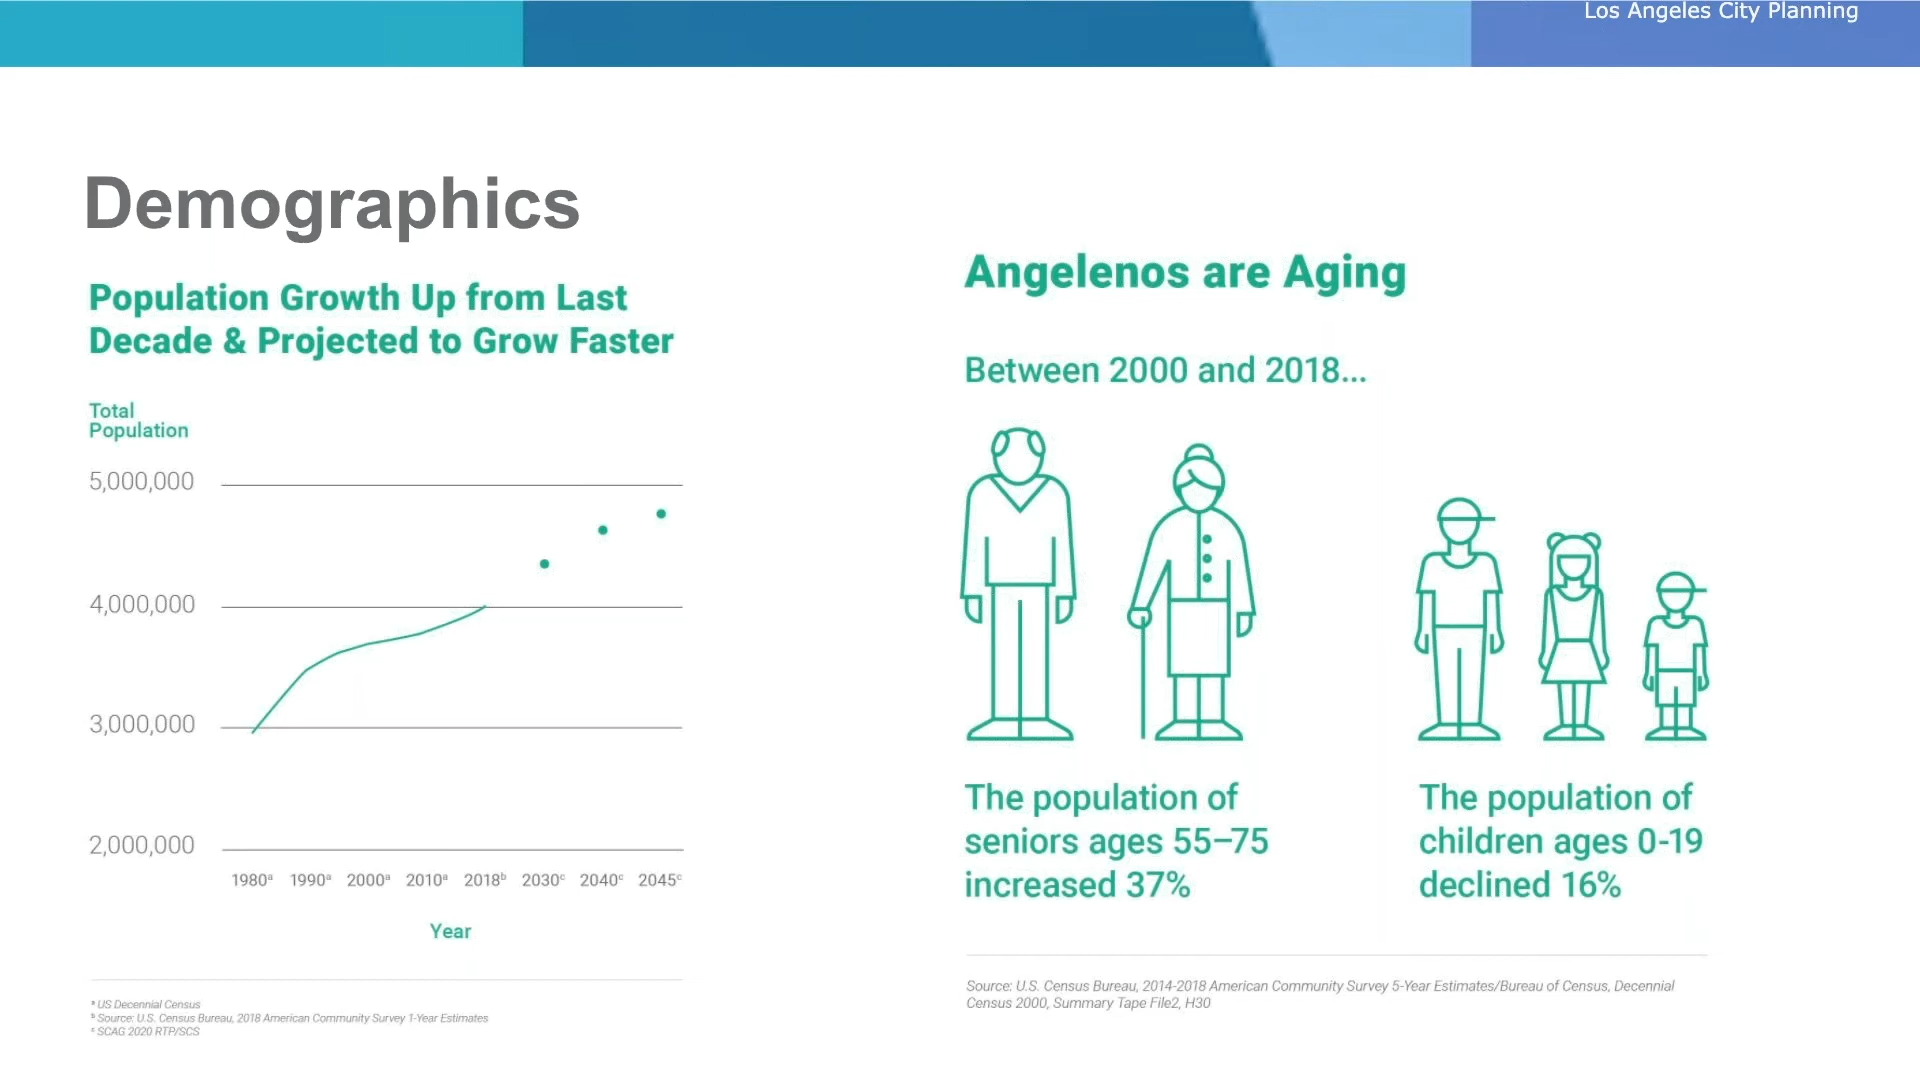 Los Angeles City Planning
Demographics
Population Growth Up from Last
Decade & Projected to Grow Faster
Total
Population
5,000,000
4,000,000
3,000,000
2,000,000
1980ᵃ 1990ᵃ 2000ᵃ 2010ᵃ 2018ᵇ 2030ᶜ 2040ᶜ 2045ᶜ
Year
ᵃ US Decennial Census
ᵇ Source: U.S. Census Bureau, 2018 American Community Survey 1-Year Estimates
ᶜ SCAG 2020 RTP/SCS
Angelenos are Aging
Between 2000 and 2018...
The population of
seniors ages 55–75
increased 37%
The population of
children ages 0-19
declined 16%
Source: U.S. Census Bureau, 2014-2018 American Community Survey 5-Year Estimates/Bureau of Census, Decennial
Census 2000, Summary Tape File2, H30